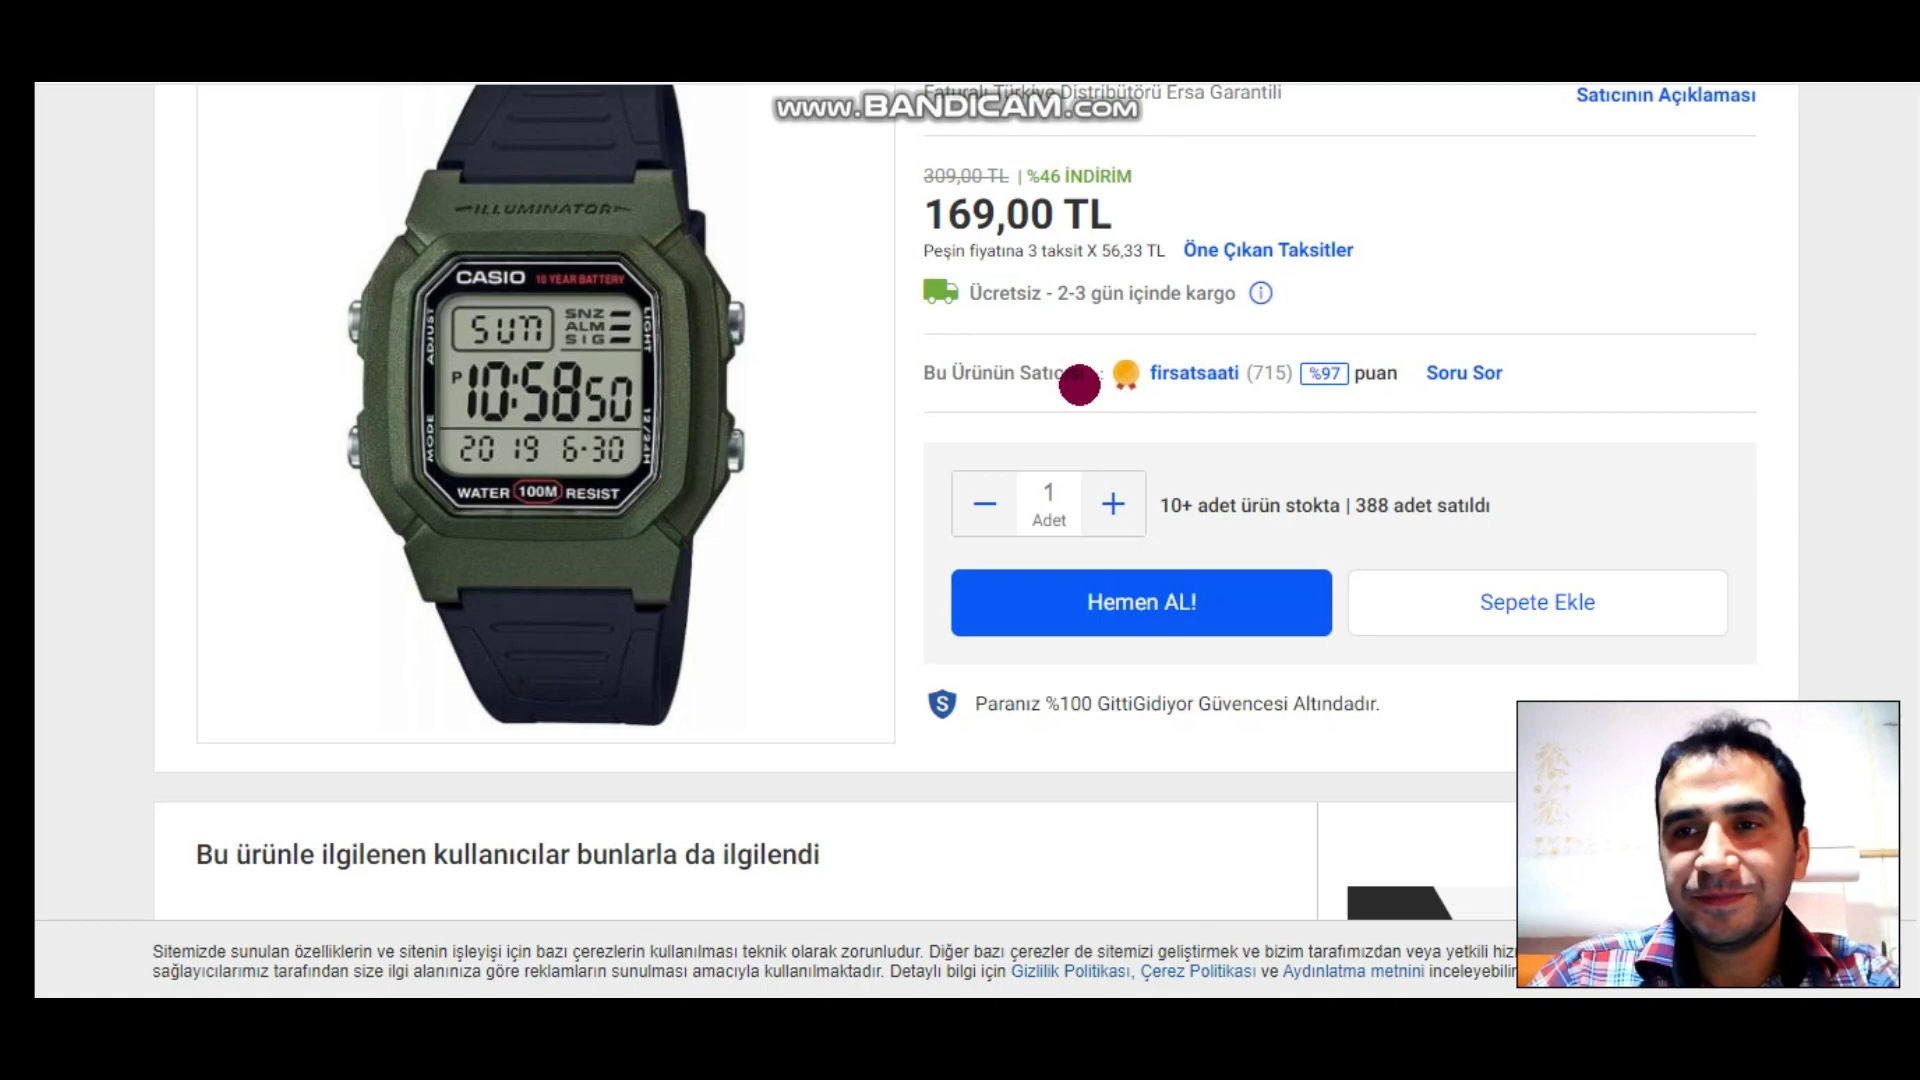 www.BANDICAM.com
Faturalı Türkiye Distribütörü Ersa Garantili
Satıcının Açıklaması
309,00 TL | %46 İNDİRİM
169,00 TL
Peşin fiyatına 3 taksit X 56,33 TL Öne Çıkan Taksitler
Ücretsiz - 2-3 gün içinde kargo
Bu Ürünün : firsatsaati (715) %97 puan Soru Sor
1
Adet
10+ adet ürün stokta | 388 adet satıldı
Hemen AL!
Sepete Ekle
Paranız %100 GittiGidiyor Güvencesi Altındadır.
ILLUMINATOR
CASIO 10 YEAR BATTERY
ADJUST
LIGHT
SUN
SNZ
ALM
SIG
P 10:58 50
20 19 6-30
MODE
12/24H
WATER 100M RESIST
Bu ürünle ilgilenen kullanıcılar bunlarla da ilgilendi
Sitemizde sunulan özelliklerin ve sitenin işleyişi için bazı çerezlerin kullanılması teknik olarak zorunludur. Diğer bazı çerezler de sitemizi geliştirmek ve bizim tarafımızdan veya yetkili
sağlayıcılarımız tarafından size ilgi alanınıza göre reklamların sunulması amacıyla kullanılmaktadır. Detaylı bilgi için Gizlilik Politikası, Çerez Politikası ve Aydınlatma metnini